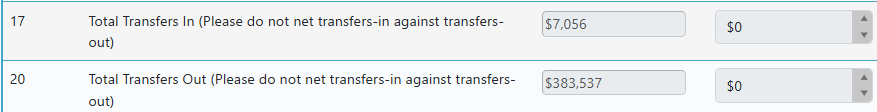 17 Total Transfers In (Please do not net transfers-in against transfers- $7,056 $0
out)
20 Total Transfers Out (Please do not net transfers-in against transfers- $383,537 $0
out)